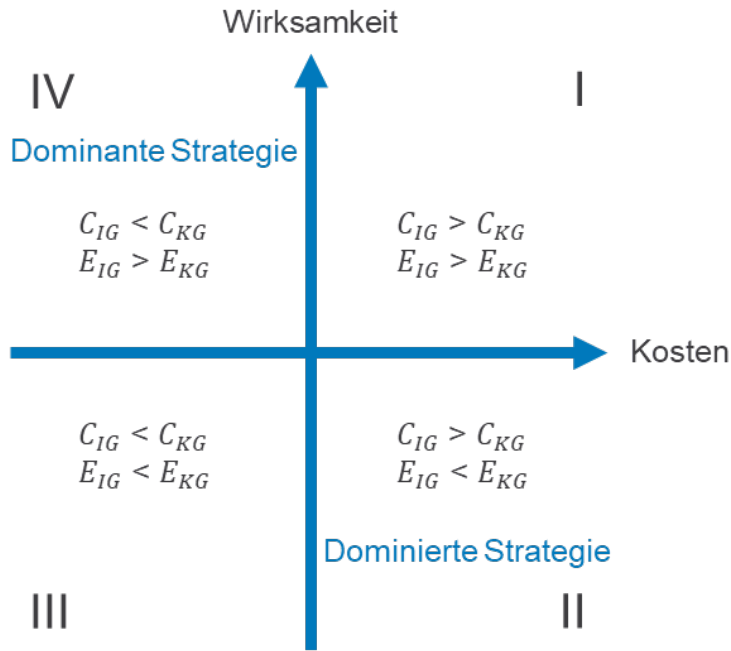 Wirksamkeit
IV
I
Dominante Strategie
C_IG < C_KG
E_IG > E_KG
C_IG > C_KG
E_IG > E_KG
Kosten
C_IG < C_KG
E_IG < E_KG
C_IG > C_KG
E_IG < E_KG
Dominierte Strategie
III
II